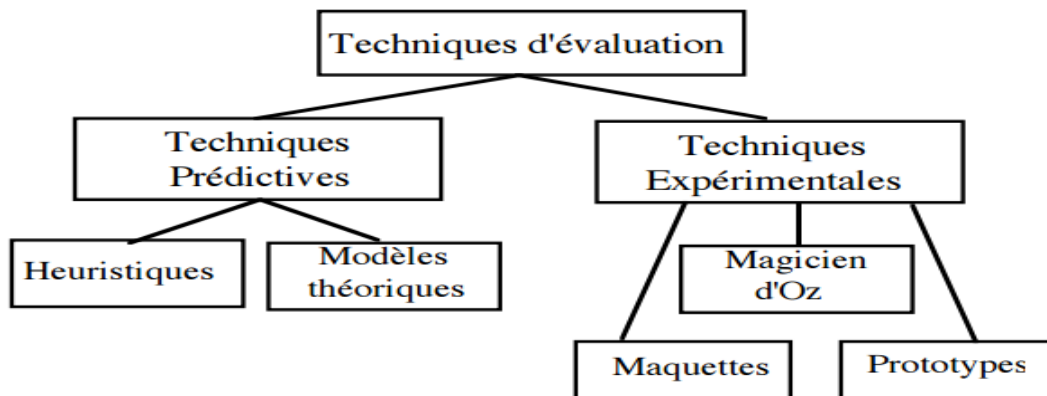 Techniques d'évaluation
Techniques
Prédictives
Techniques
Expérimentales
Heuristiques
Modèles
théoriques
Magicien
d'Oz
Maquettes
Prototypes